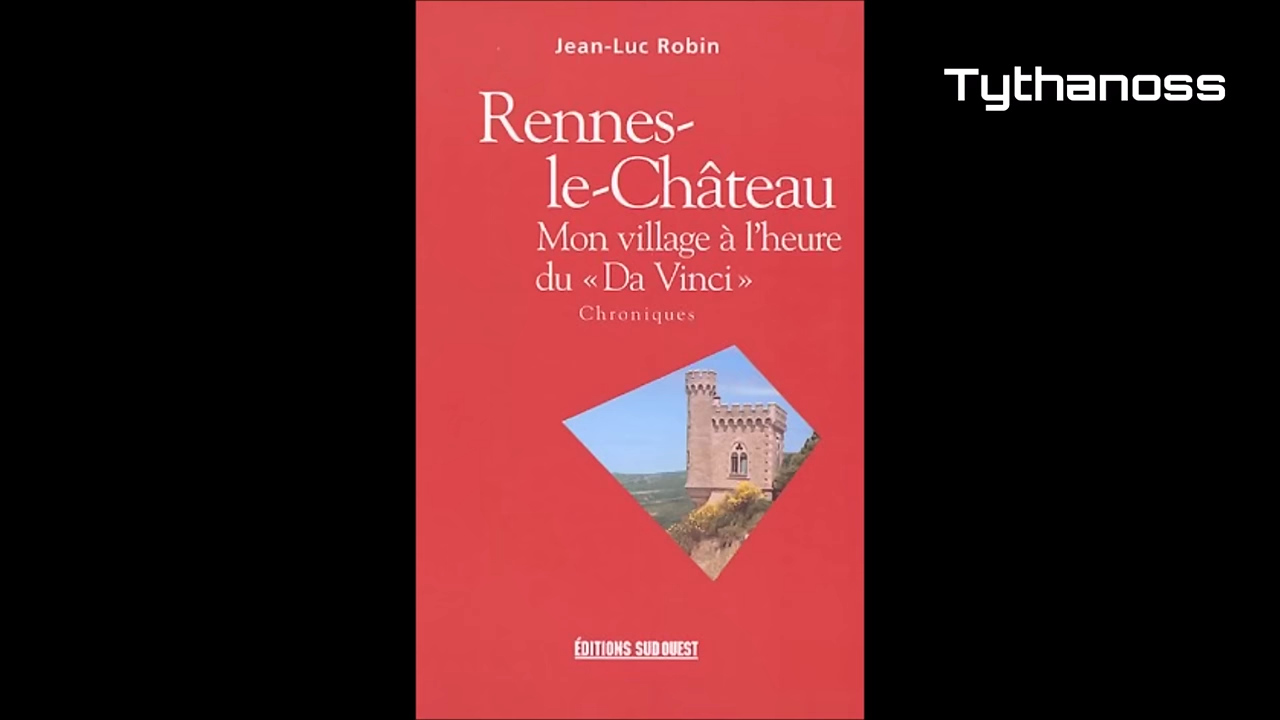 Jean-Luc Robin
Tythanoss
Rennes-
le-Château
Mon village à l'heure
du « Da Vinci »
Chroniques
ÉDITIONS SUD OUEST